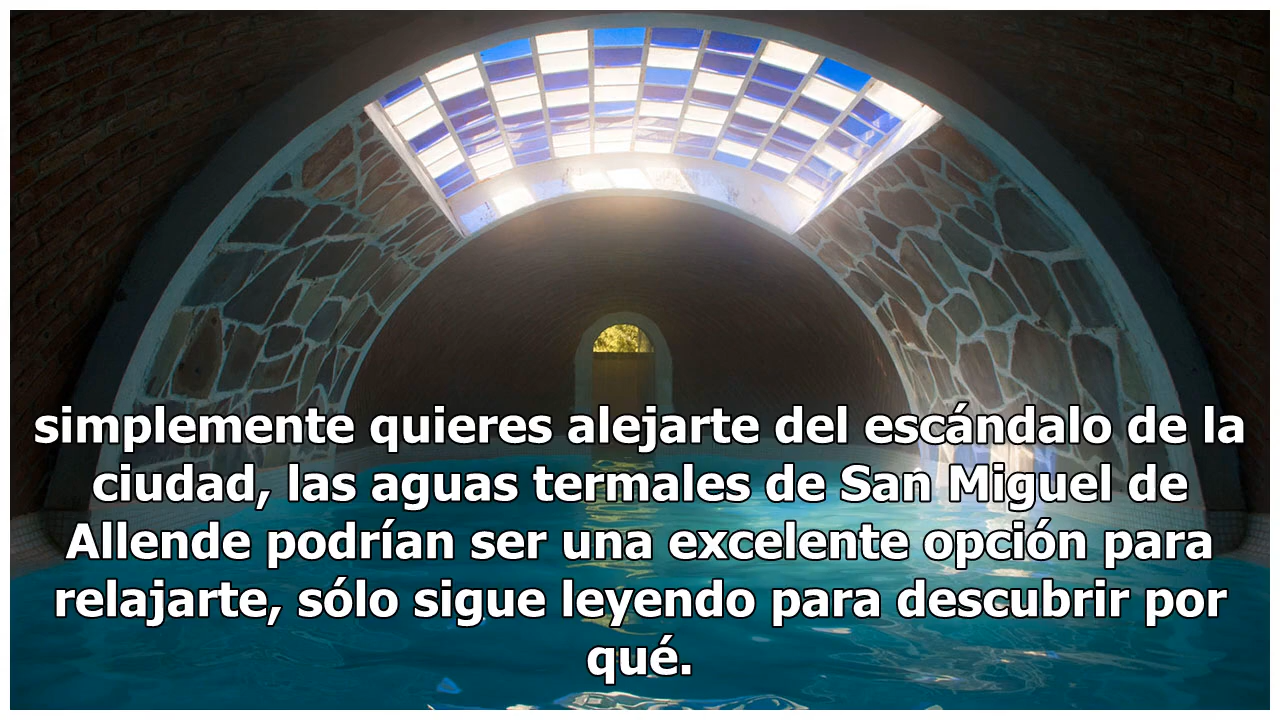 simplemente quieres alejarte del escándalo de la
ciudad, las aguas termales de San Miguel de
Allende podrían ser una excelente opción para
relajarte, sólo sigue leyendo para descubrir por
qué.